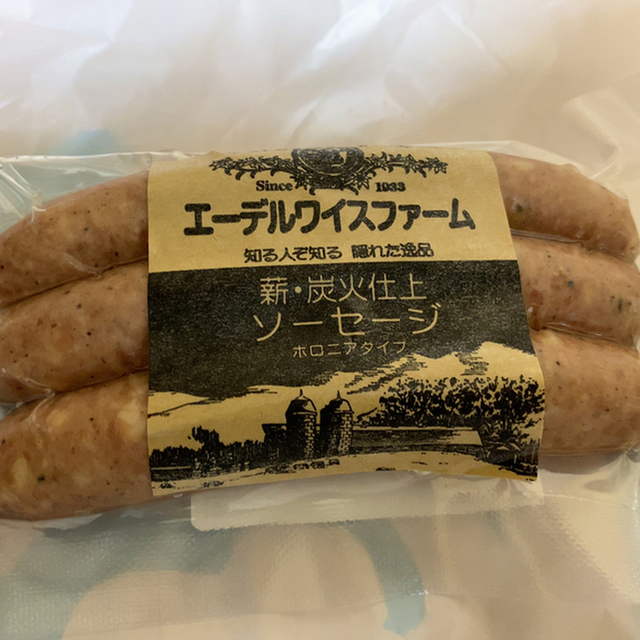 Since 1933
エーデルワイスファーム
知る人ぞ知る 隠れた逸品
薪・炭火仕上
ソーセージ
ホロニアタイプ